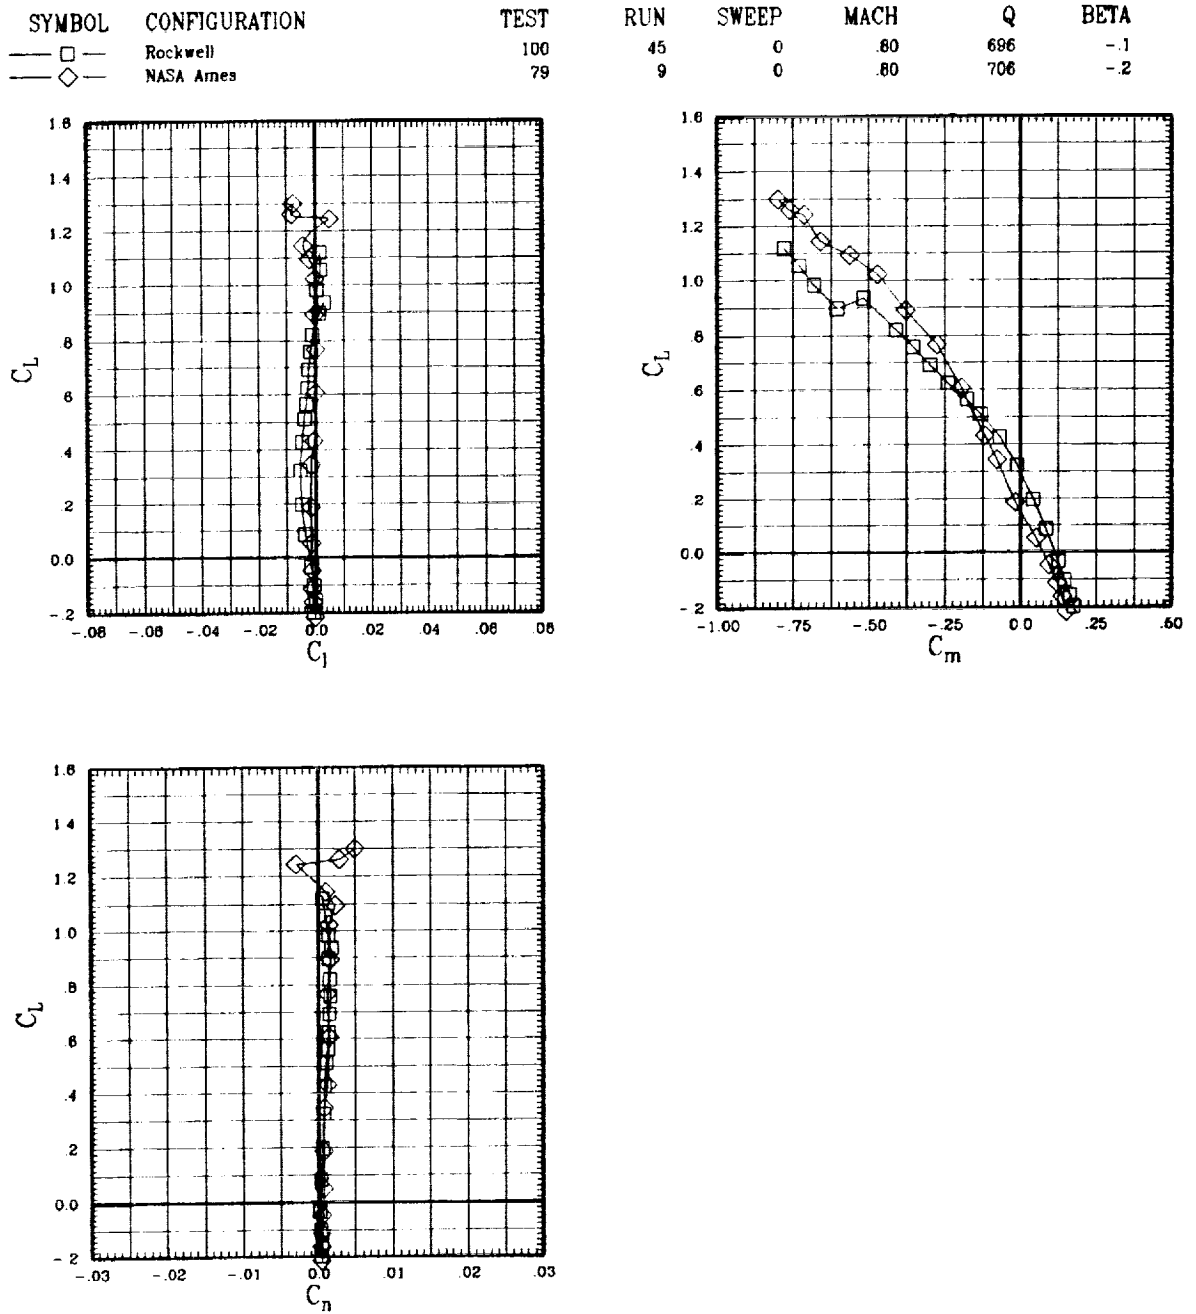 SYMBOL CONFIGURATION TEST RUN SWEEP MACH Q BETA
Rockwell 100 45 0 .80 696 -.1
NASA Ames 79 9 0 .80 706 -.2
1.6
1.4
1.2
1.0
.8
.6
.4
.2
0.0
-.2
C_L
-.08 -.06 -.04 -.02 0.0 .02 .04 .06 .08
C_l
1.6
1.4
1.2
1.0
.8
.6
.4
.2
0.0
-.2
C_L
-1.00 -.75 -.50 -.25 0.0 .25 .50
C_m
1.6
1.4
1.2
1.0
.8
.6
.4
.2
0.0
-.2
C_L
-.03 -.02 -.01 0.0 .01 .02 .03
C_n